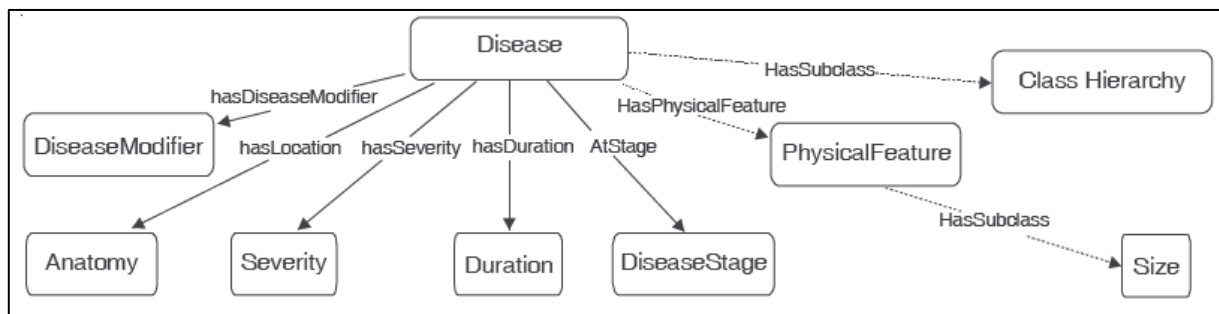 Disease
HasSubclass
Class Hierarchy
hasDiseaseModifier
HasPhysicalFeature
DiseaseModifier
hasLocation
hasSeverity
hasDuration
AtStage
PhysicalFeature
HasSubclass
Anatomy
Severity
Duration
DiseaseStage
Size